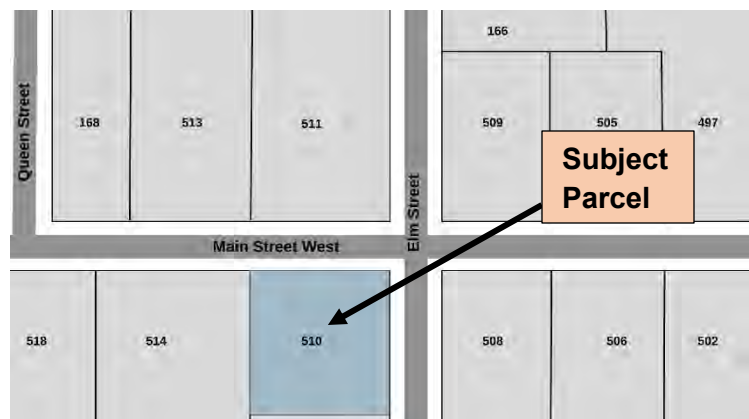 166
Queen Street
168
513
511
509
505
497
Subject
Parcel
Elm Street
Main Street West
518
514
510
508
506
502